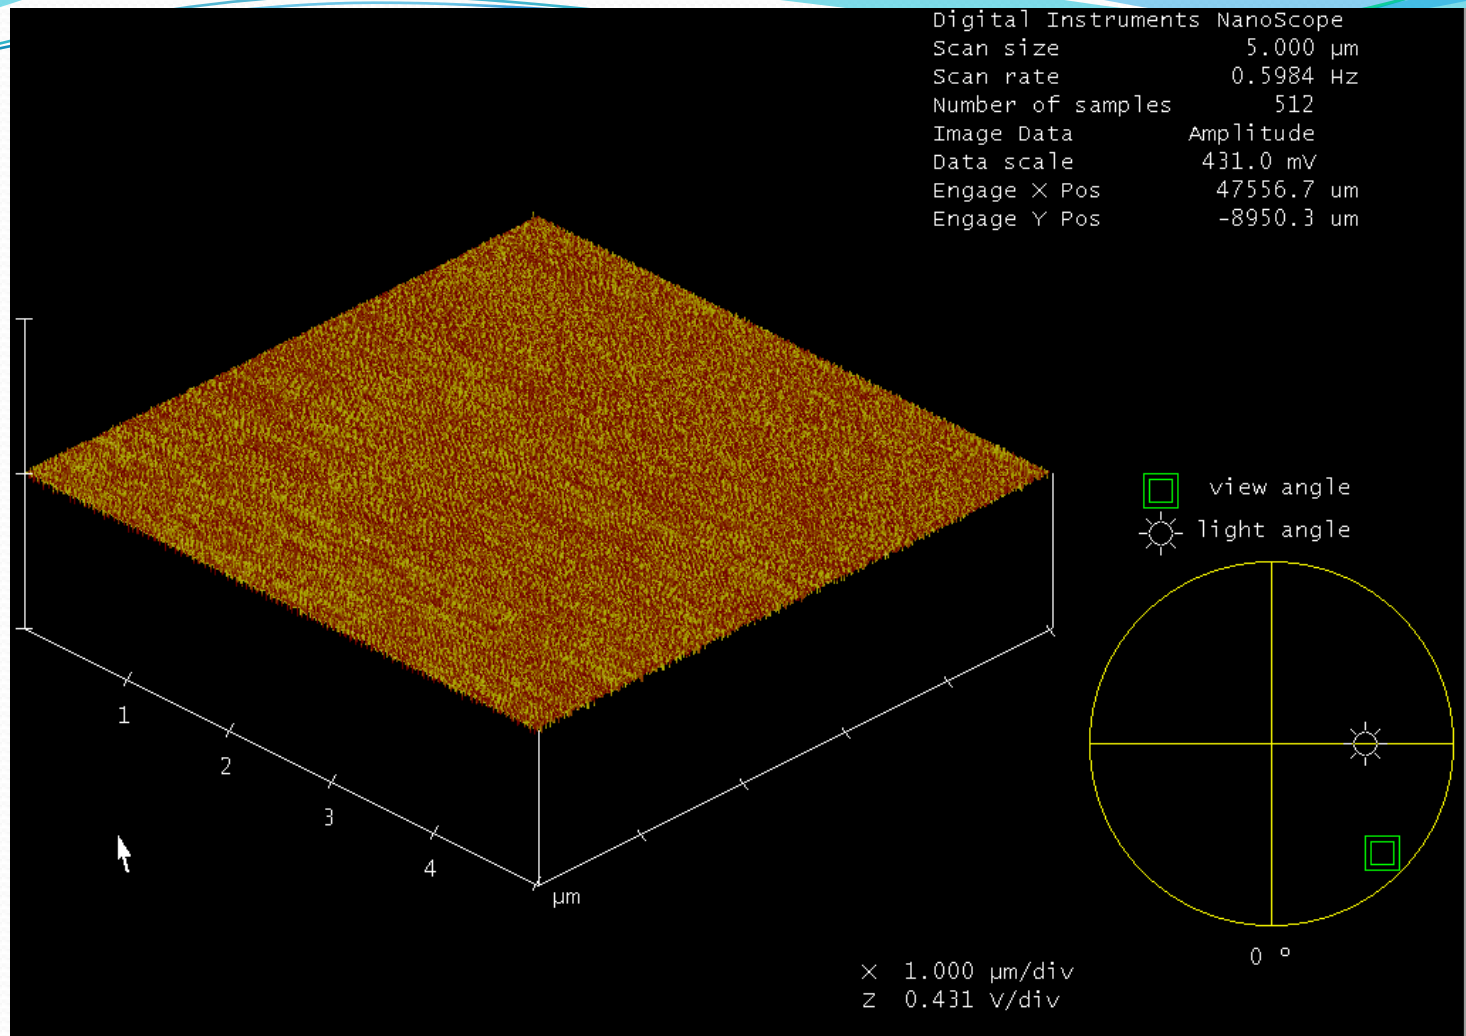 Digital Instruments NanoScope
Scan size 5.000 µm
Scan rate 0.5984 Hz
Number of samples 512
Image Data Amplitude
Data scale 431.0 mV
Engage X Pos 47556.7 um
Engage Y Pos -8950.3 um
view angle
light angle
1
2
3
4
µm
0 °
X 1.000 µm/div
Z 0.431 V/div